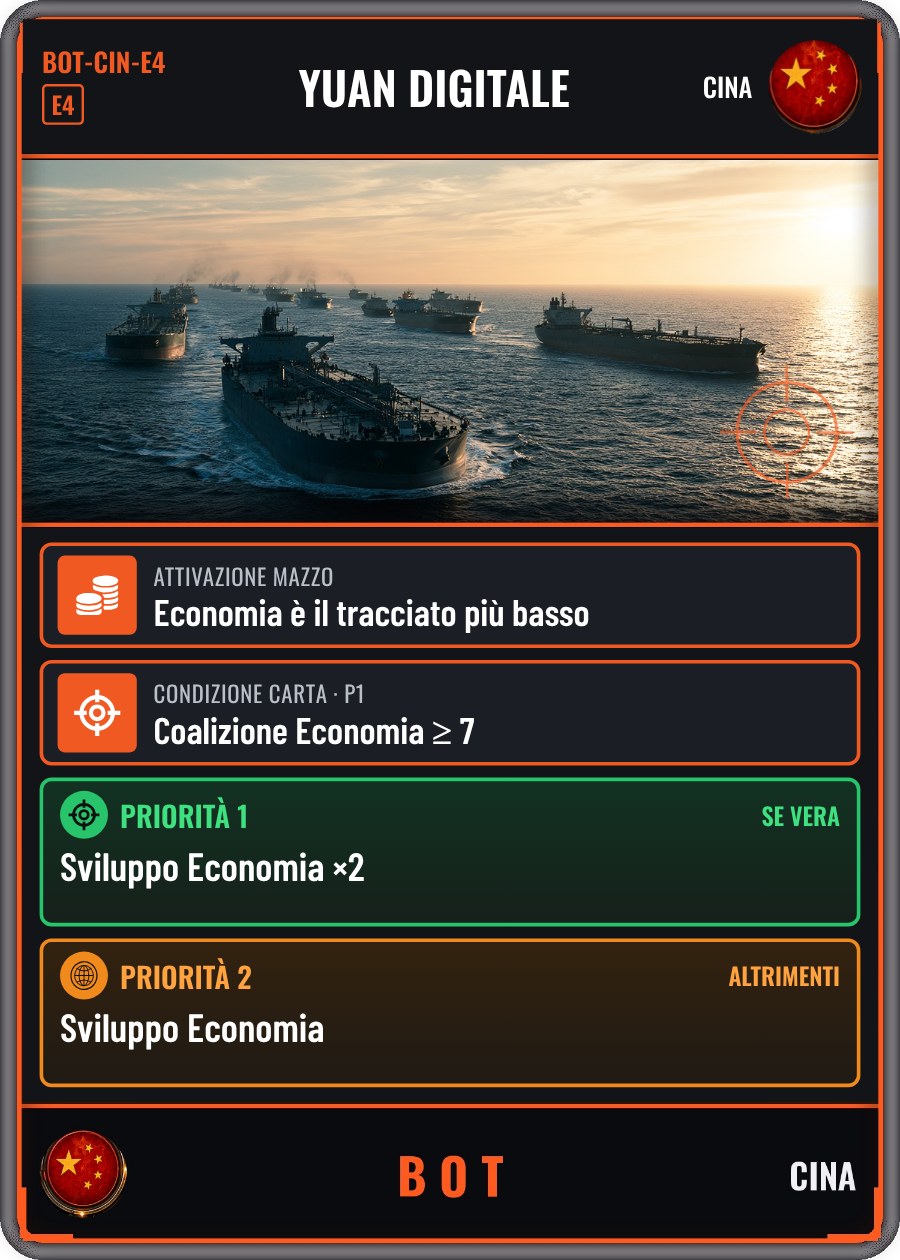 BOT-CIN-E4
E4
YUAN DIGITALE
CINA
ATTIVAZIONE MAZZO
Economia è il tracciato più basso
CONDIZIONE CARTA · P1
Coalizione Economia ≥ 7
PRIORITÀ 1
SE VERA
Sviluppo Economia ×2
PRIORITÀ 2
ALTRIMENTI
Sviluppo Economia
BOT
CINA